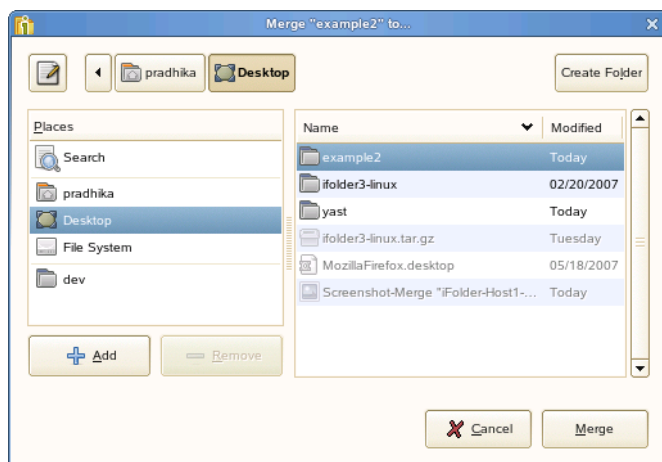 Merge "example2" to...
pradhika Desktop Create Folder
Places
Search
pradhika
Desktop
File System
dev
Add Remove
Name Modified
example2 Today
ifolder3-linux 02/20/2007
yast Today
ifolder3-linux.tar.gz Tuesday
MozillaFirefox.desktop 05/18/2007
Screenshot-Merge "iFolder-Host1-... Today
Cancel Merge